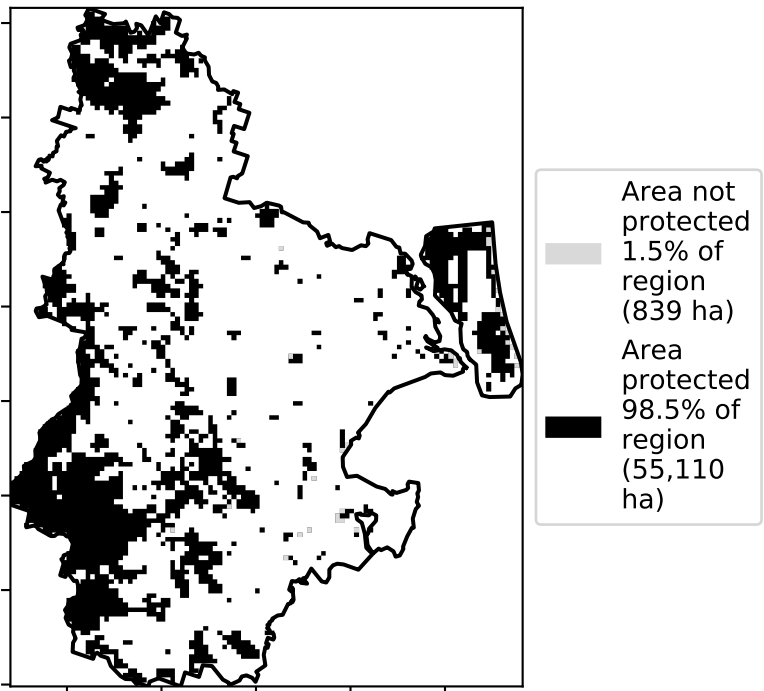 Area not
protected
1.5% of
region
(839 ha)
Area
protected
98.5% of
region
(55,110
ha)